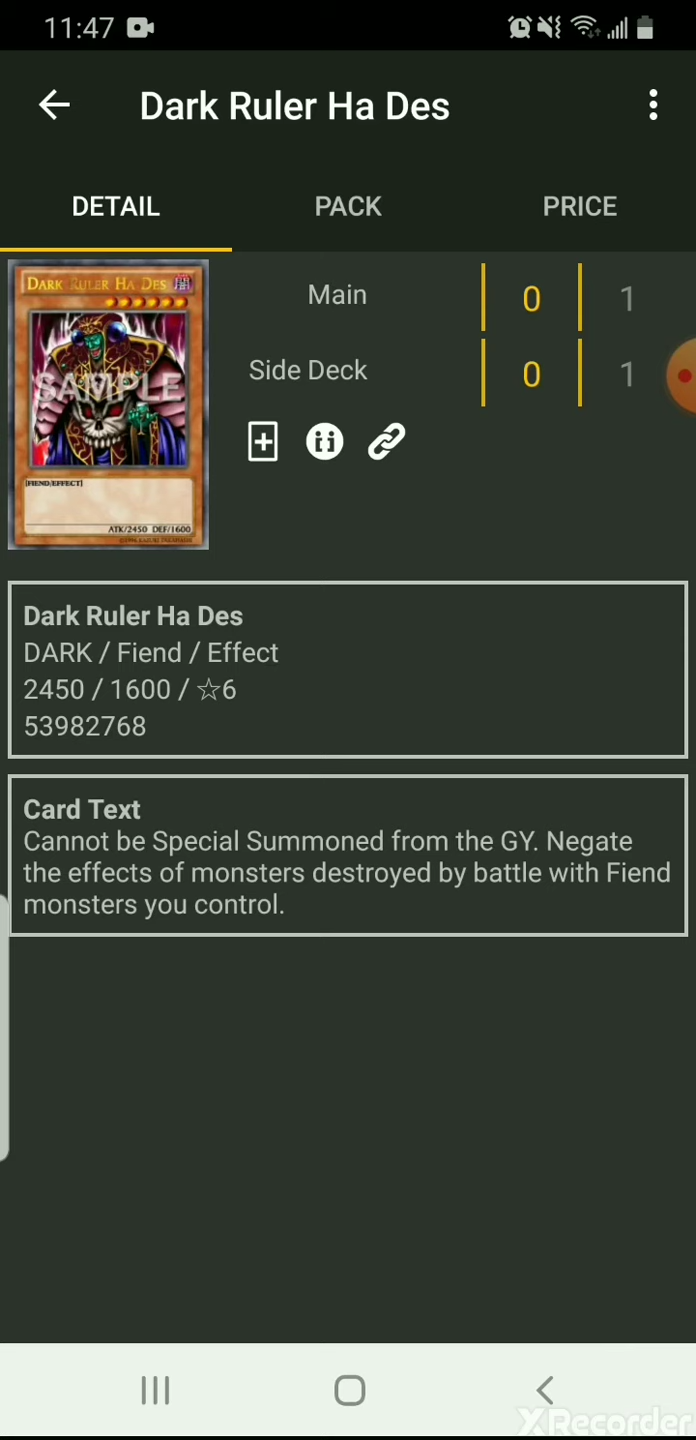 11:47
Dark Ruler Ha Des
DETAIL PACK PRICE
DARK RULER HA DES
SAMPLE
[FIEND/EFFECT]
ATK/2450 DEF/1600
Main 0 1
Side Deck 0 1
Dark Ruler Ha Des
DARK / Fiend / Effect
2450 / 1600 / ☆6
53982768
Card Text
Cannot be Special Summoned from the GY. Negate
the effects of monsters destroyed by battle with Fiend
monsters you control.
XRecorder